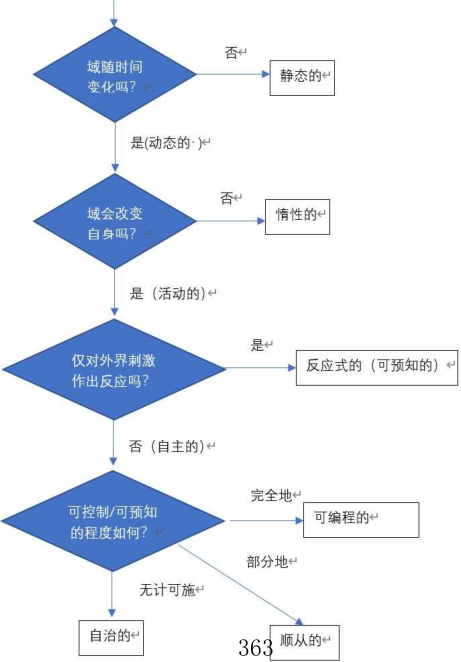 域随时间
变化吗？
否
静态的
是(动态的 )
域会改变
自身吗？
否
惰性的
是（活动的）
仅对外界刺激
作出反应吗？
是
反应式的（可预知的）
否（自主的）
可控制/可预知
的程度如何？
完全地
可编程的
部分地
无计可施
自治的
363
顺从的